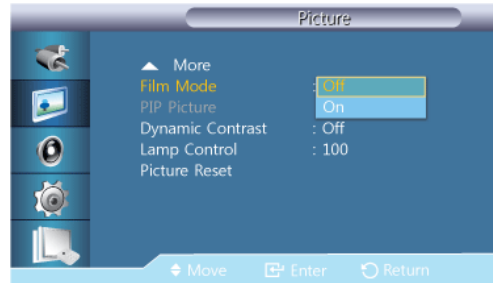 Picture
▲ More
Film Mode : Off
PIP Picture On
Dynamic Contrast : Off
Lamp Control : 100
Picture Reset
Move Enter Return